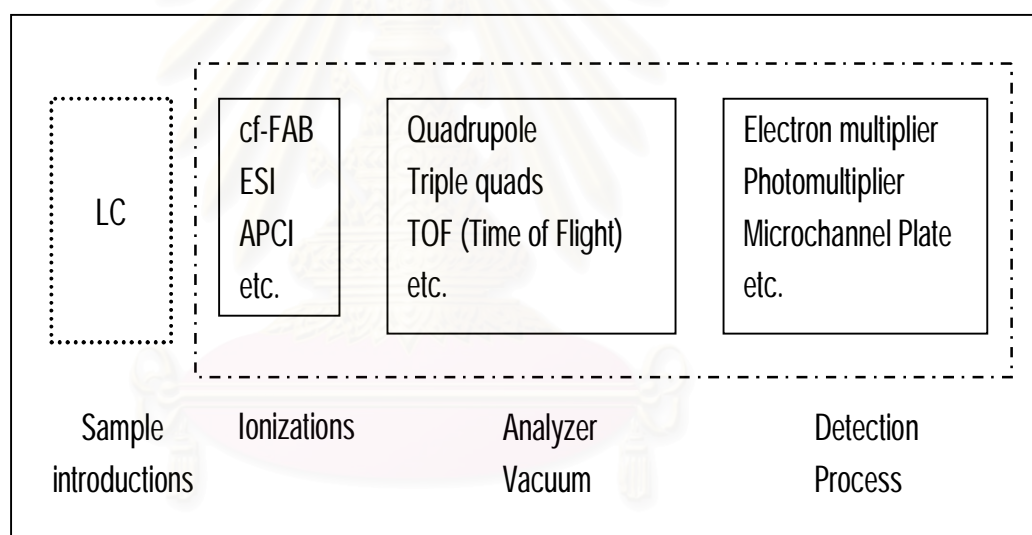 LC
cf-FAB
ESI
APCI
etc.
Quadrupole
Triple quads
TOF (Time of Flight)
etc.
Electron multiplier
Photomultiplier
Microchannel Plate
etc.
Sample
introductions
Ionizations
Analyzer
Vacuum
Detection
Process